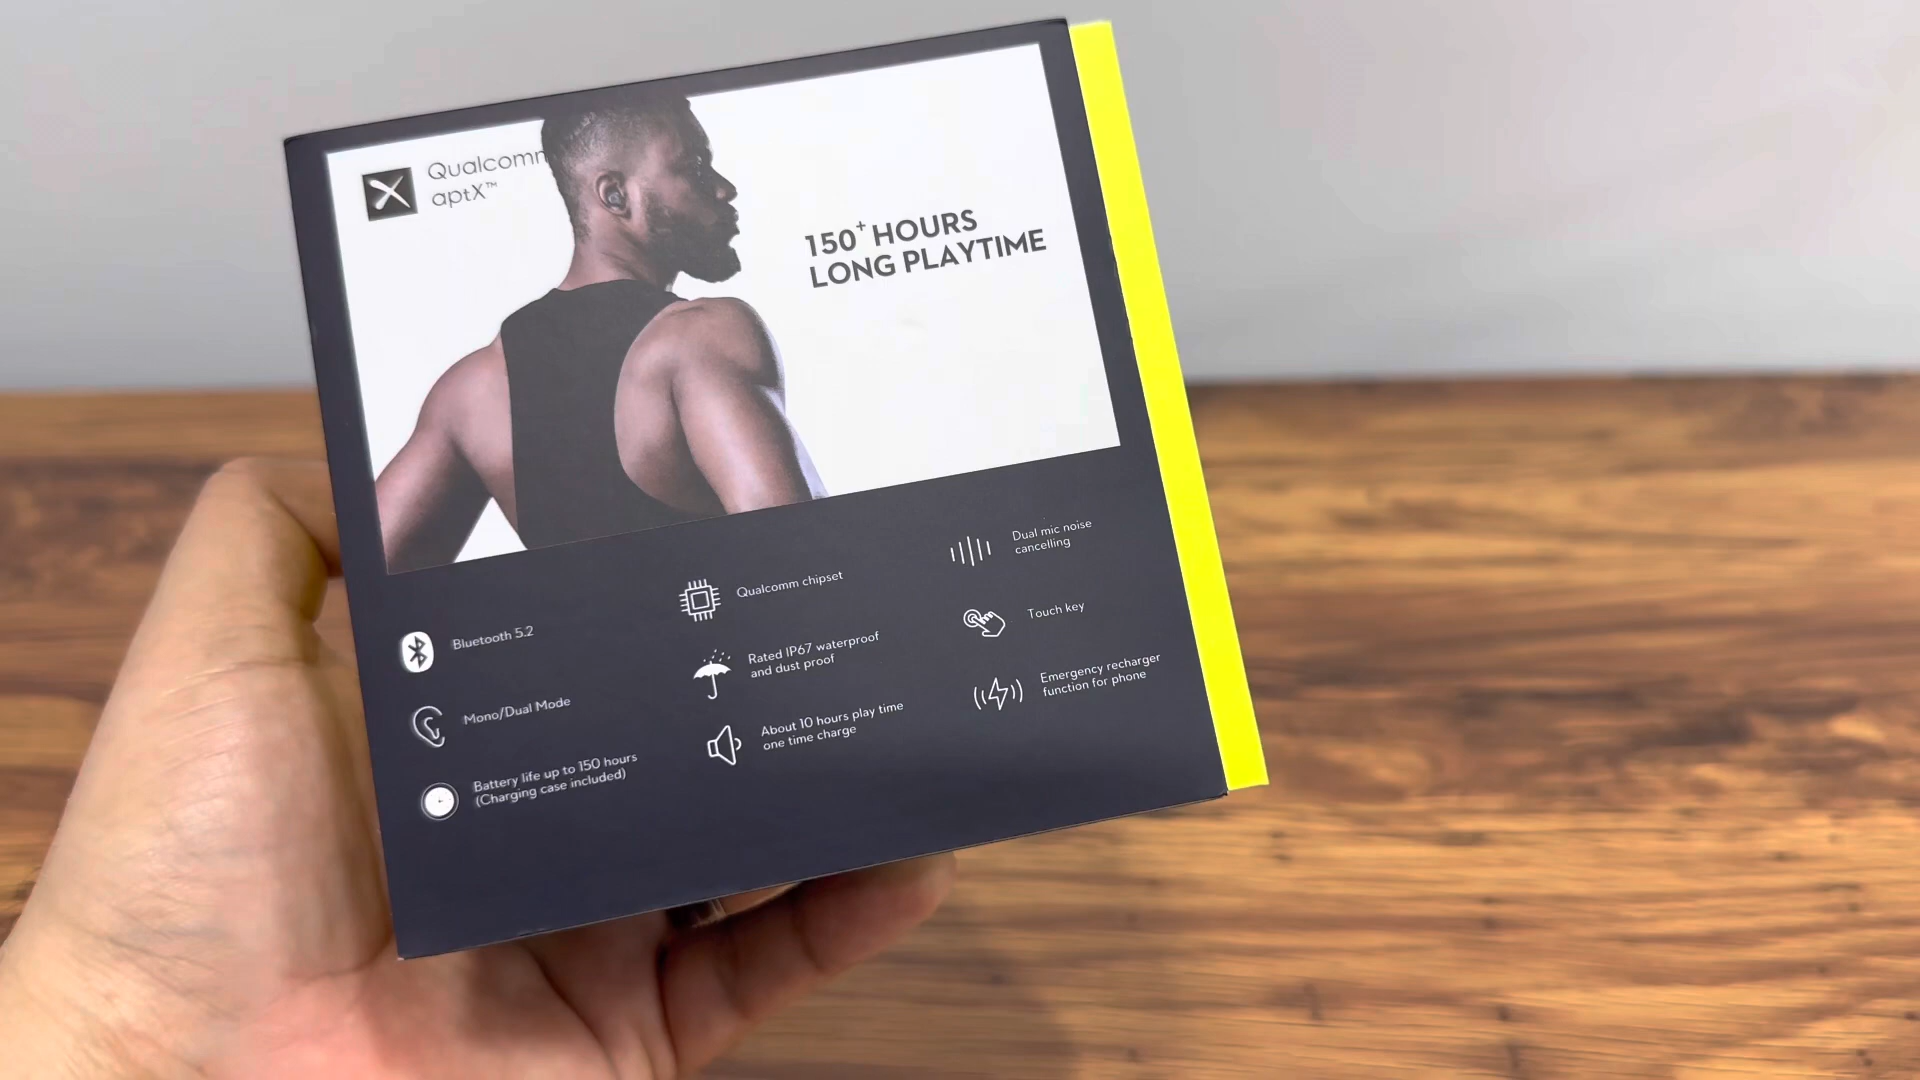 Qualcomm
aptX™
150+ HOURS
LONG PLAYTIME
Bluetooth 5.2
Mono/Dual Mode
Battery life up to 150 hours
(Charging case included)
Qualcomm chipset
Rated IP67 waterproof
and dust proof
About 10 hours play time
one time charge
Dual mic noise
cancelling
Touch key
Emergency recharger
function for phone